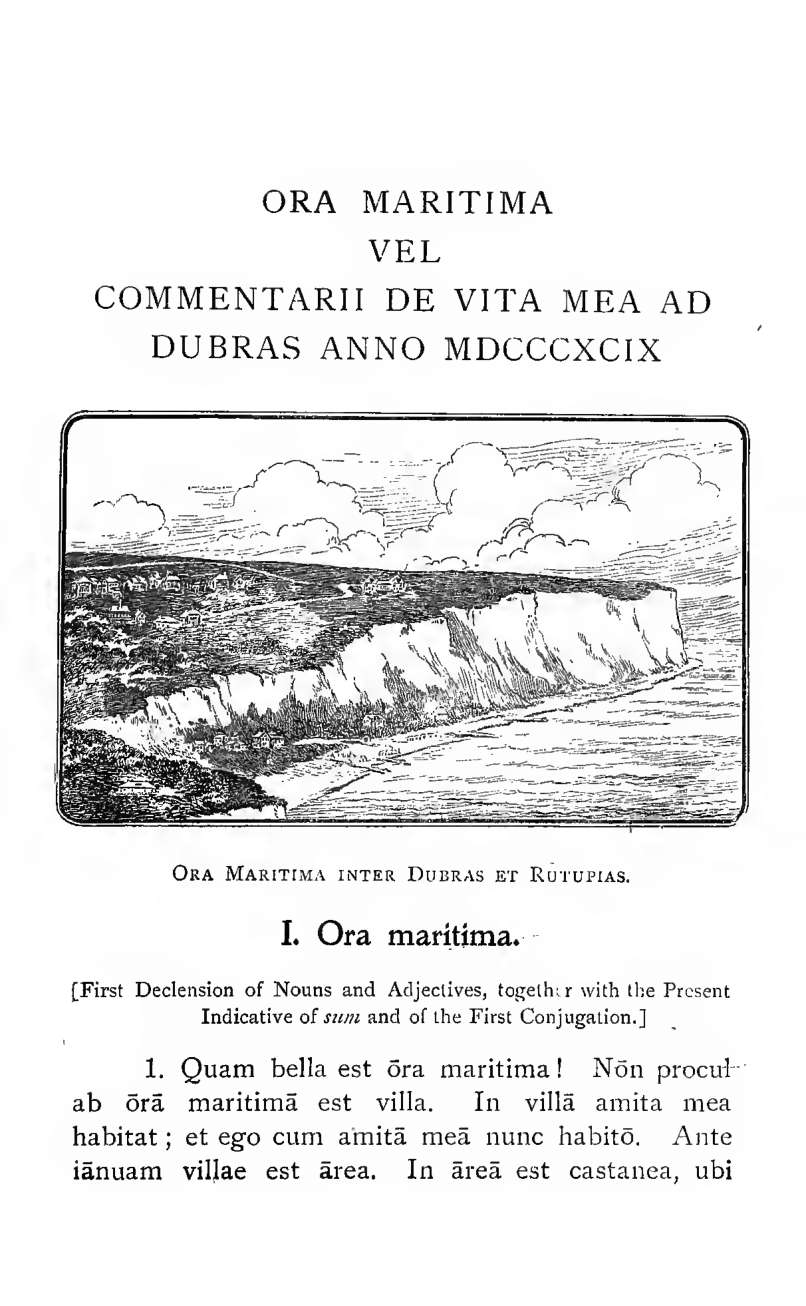 ORA MARITIMA
VEL
COMMENTARII DE VITA MEA AD
DUBRAS ANNO MDCCCXCIX
ORA MARITIMA INTER DUBRAS ET RŪTUPIAS.
I. Ora maritima.
[First Declension of Nouns and Adjectives, together with the Present
Indicative of sum and of the First Conjugation.]
1. Quam bella est ōra maritima! Nōn procul
ab ōrā maritimā est villa. In villā amita mea
habitat; et ego cum amitā meā nunc habitō. Ante
iānuam villae est ārea. In āreā est castanea, ubi